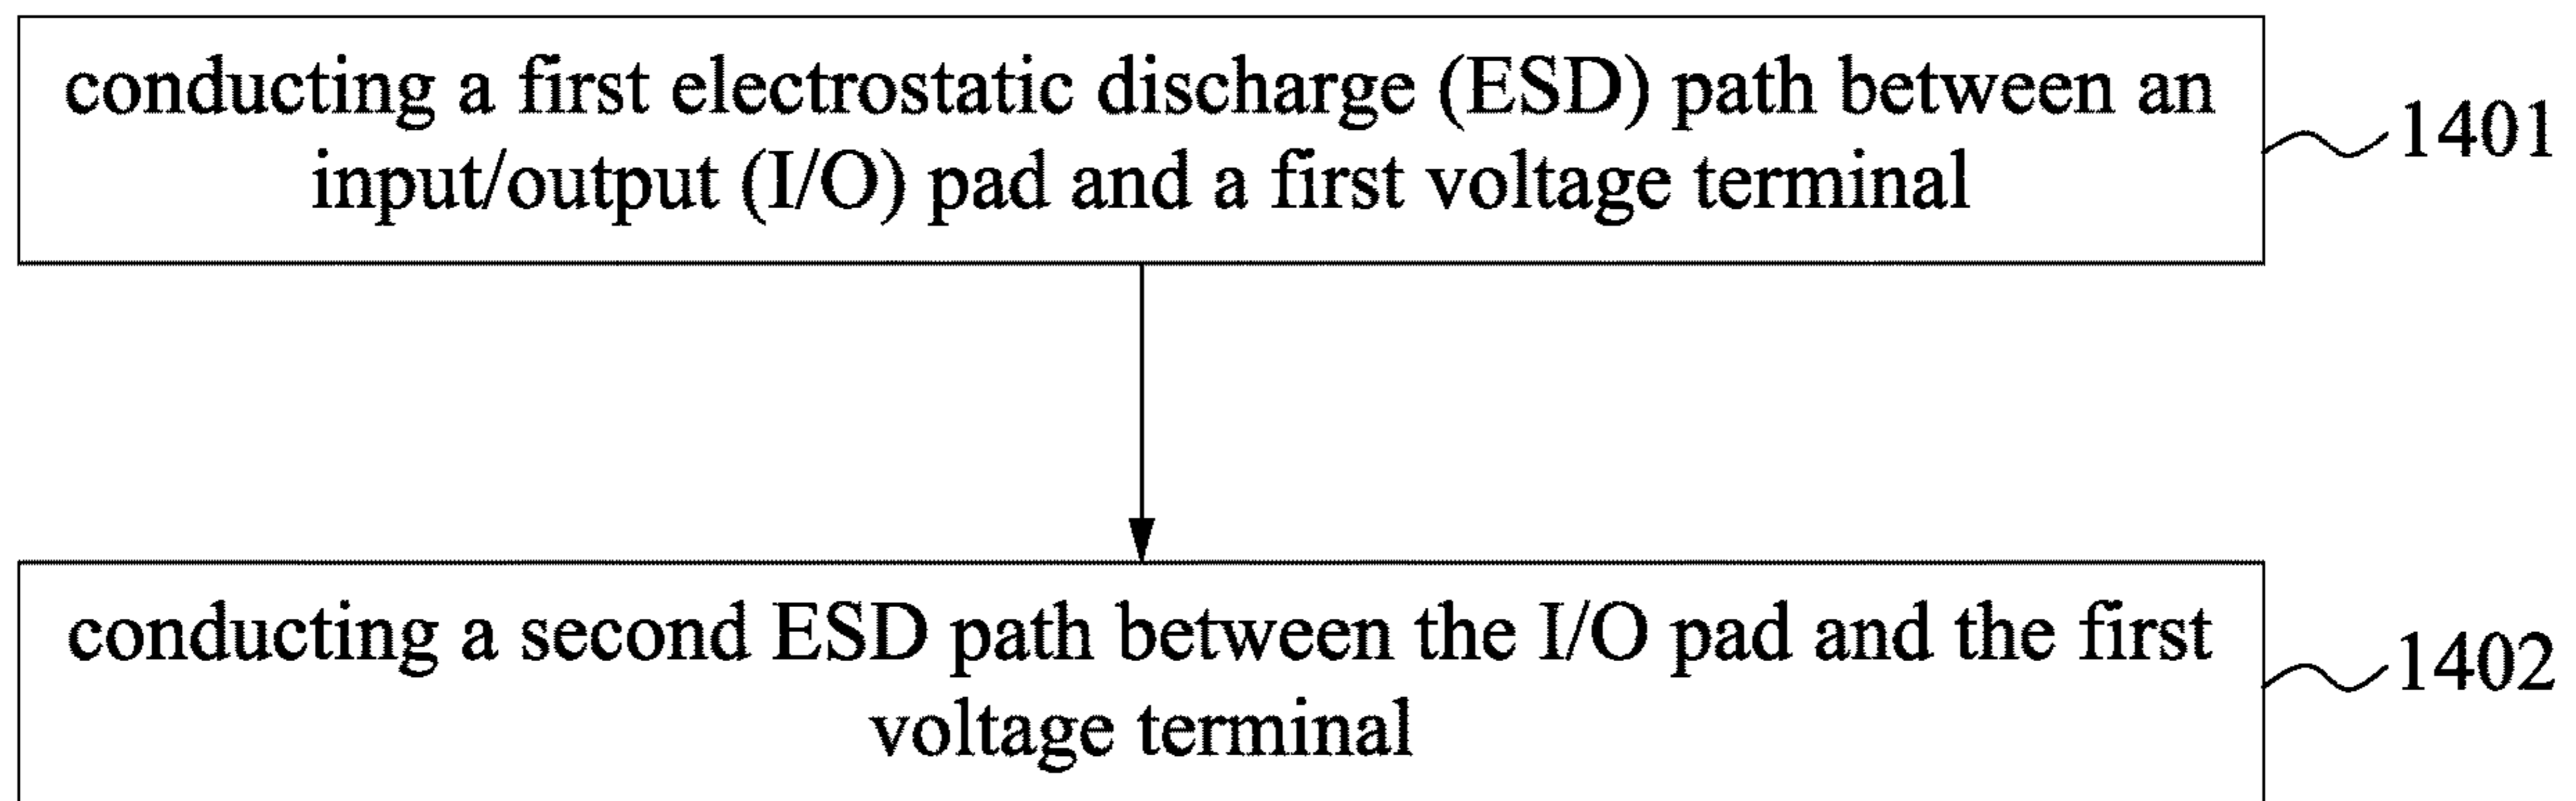 conducting a first electrostatic discharge (ESD) path between an
input/output (I/O) pad and a first voltage terminal
1401
conducting a second ESD path between the I/O pad and the first
voltage terminal
1402